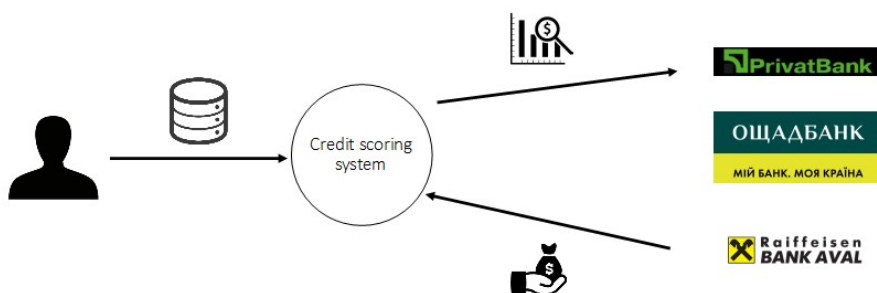 Credit scoring
system
PrivatBank
ОЩАДБАНК
МІЙ БАНК. МОЯ КРАЇНА
Raiffeisen
BANK AVAL
$
$